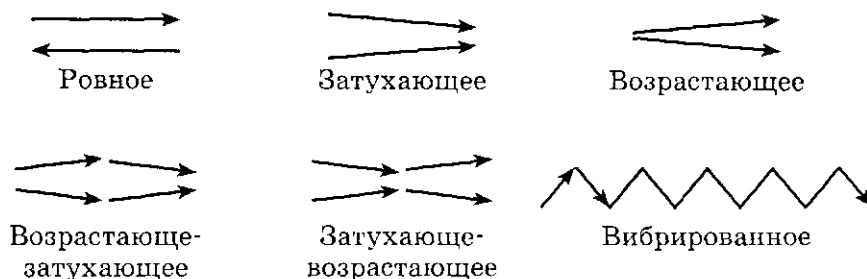 Ровное
Затухающее
Возрастающее
Возрастающе-
затухающее
Затухающе-
возрастающее
Вибрированное